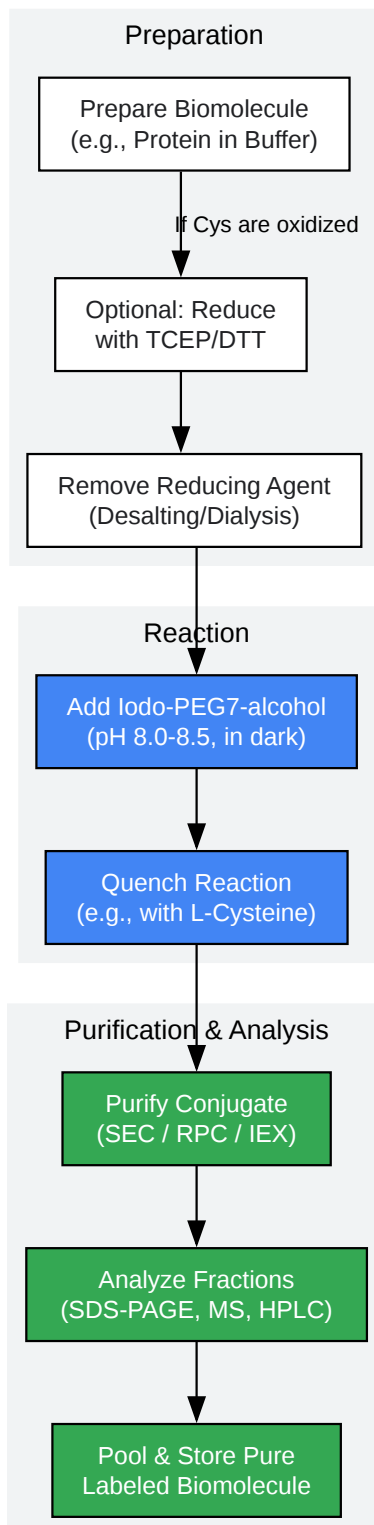 Preparation
Prepare Biomolecule
(e.g., Protein in Buffer)
If Cys are oxidized
Optional: Reduce
with TCEP/DTT
Remove Reducing Agent
(Desalting/Dialysis)
Reaction
Add Iodo-PEG7-alcohol
(pH 8.0-8.5, in dark)
Quench Reaction
(e.g., with L-Cysteine)
Purification & Analysis
Purify Conjugate
(SEC / RPC / IEX)
Analyze Fractions
(SDS-PAGE, MS, HPLC)
Pool & Store Pure
Labeled Biomolecule